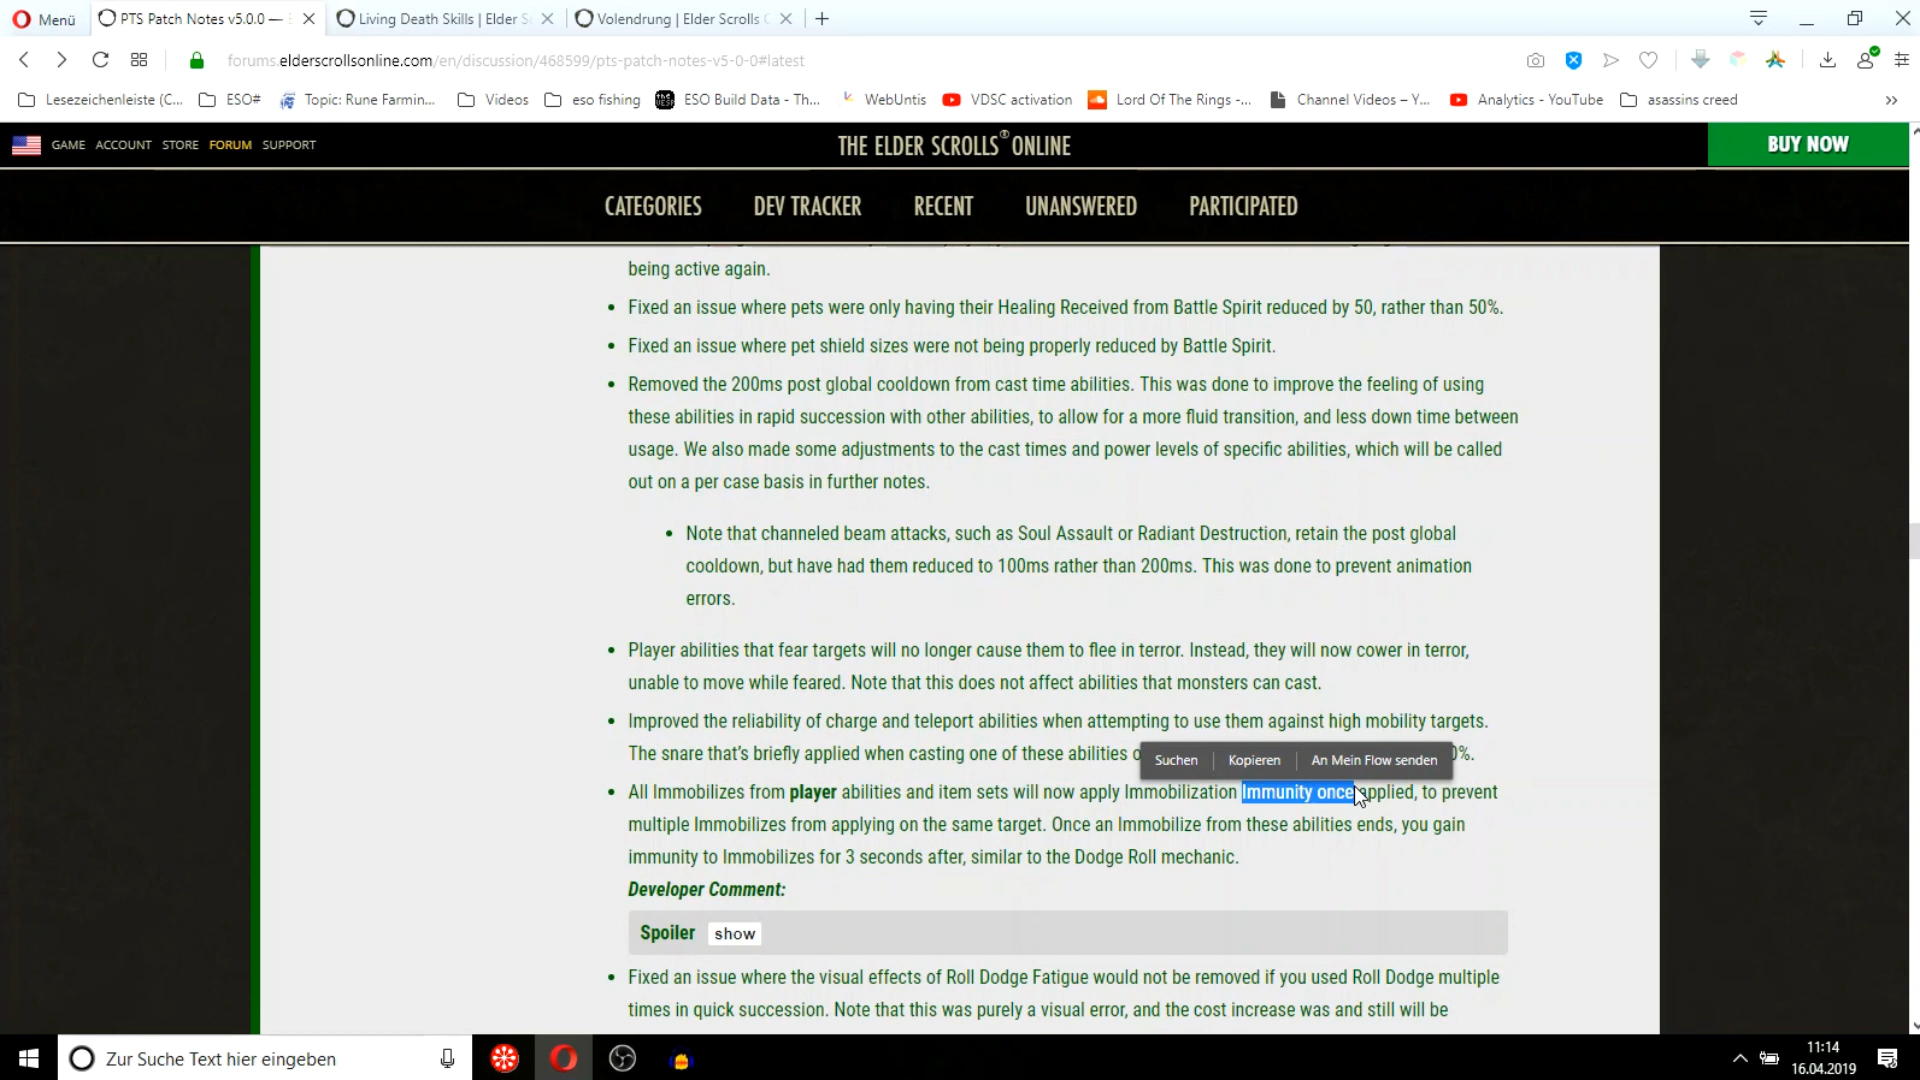 Menü
PTS Patch Notes v5.0.0 —
Living Death Skills | Elder S
Volendrung | Elder Scrolls
forums.elderscrollsonline.com/en/discussion/468599/pts-patch-notes-v5-0-0#latest
Lesezeichenleiste (C...
ESO#
Topic: Rune Farmin...
Videos
eso fishing
ESO Build Data - Th...
WebUntis
VDSC activation
Lord Of The Rings -...
Channel Videos – Y...
Analytics - YouTube
asassins creed
GAME ACCOUNT STORE FORUM SUPPORT
THE ELDER SCROLLS® ONLINE
BUY NOW
CATEGORIES DEV TRACKER RECENT UNANSWERED PARTICIPATED
being active again.
• Fixed an issue where pets were only having their Healing Received from Battle Spirit reduced by 50, rather than 50%.
• Fixed an issue where pet shield sizes were not being properly reduced by Battle Spirit.
• Removed the 200ms post global cooldown from cast time abilities. This was done to improve the feeling of using
these abilities in rapid succession with other abilities, to allow for a more fluid transition, and less down time between
usage. We also made some adjustments to the cast times and power levels of specific abilities, which will be called
out on a per case basis in further notes.
• Note that channeled beam attacks, such as Soul Assault or Radiant Destruction, retain the post global
cooldown, but have had them reduced to 100ms rather than 200ms. This was done to prevent animation
errors.
• Player abilities that fear targets will no longer cause them to flee in terror. Instead, they will now cower in terror,
unable to move while feared. Note that this does not affect abilities that monsters can cast.
• Improved the reliability of charge and teleport abilities when attempting to use them against high mobility targets.
The snare that's briefly applied when casting one of these abilities
Suchen Kopieren An Mein Flow senden
• All Immobilizes from player abilities and item sets will now apply Immobilization Immunity once applied, to prevent
multiple Immobilizes from applying on the same target. Once an Immobilize from these abilities ends, you gain
immunity to Immobilizes for 3 seconds after, similar to the Dodge Roll mechanic.
Developer Comment:
Spoiler show
• Fixed an issue where the visual effects of Roll Dodge Fatigue would not be removed if you used Roll Dodge multiple
times in quick succession. Note that this was purely a visual error, and the cost increase was and still will be
Zur Suche Text hier eingeben
11:14
16.04.2019